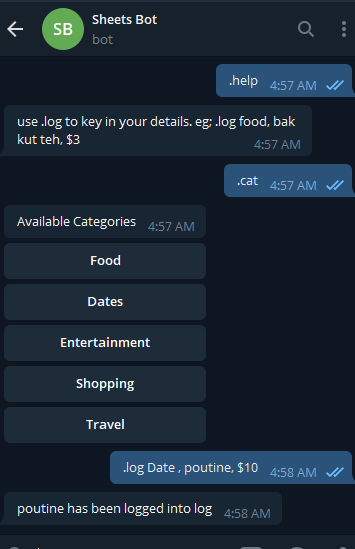 SB
Sheets Bot
bot
.help 4:57 AM
use .log to key in your details. eg; .log food, bak
kut teh, $3
4:57 AM
.cat 4:57 AM
Available Categories 4:57 AM
Food
Dates
Entertainment
Shopping
Travel
.log Date , poutine, $10 4:58 AM
poutine has been logged into log 4:58 AM